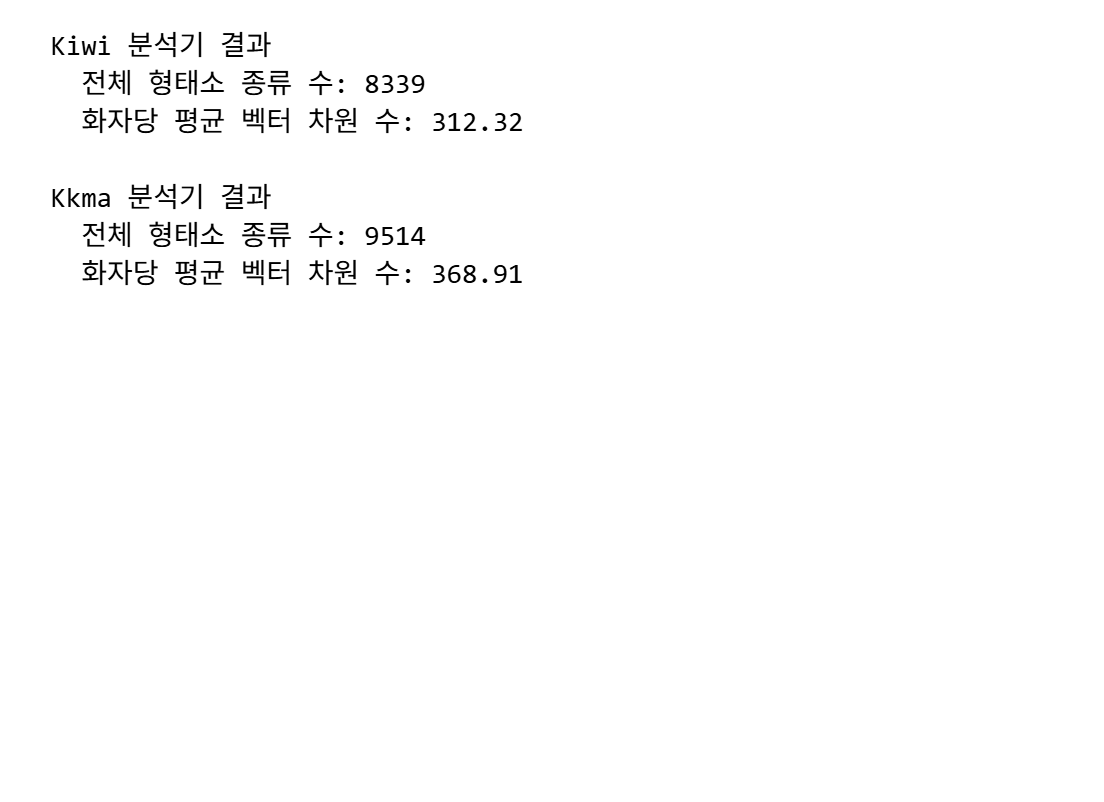 Kiwi 분석기 결과
전체 형태소 종류 수: 8339
화자당 평균 벡터 차원 수: 312.32
Kkma 분석기 결과
전체 형태소 종류 수: 9514
화자당 평균 벡터 차원 수: 368.91